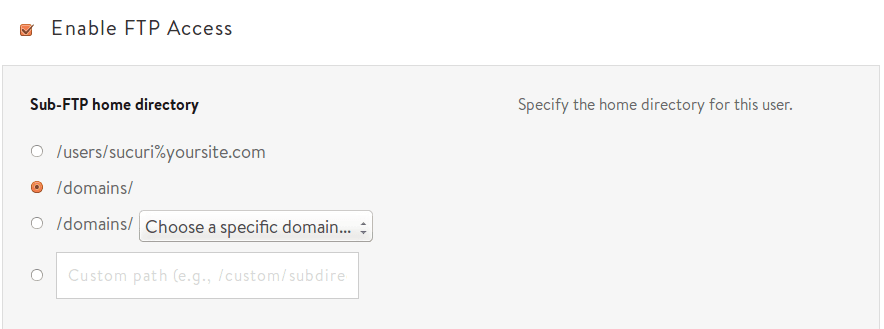 Enable FTP Access
Sub-FTP home directory
Specify the home directory for this user.
/users/sucuri%yoursite.com
/domains/
/domains/ Choose a specific domain...
Custom path (e.g., /custom/subdire